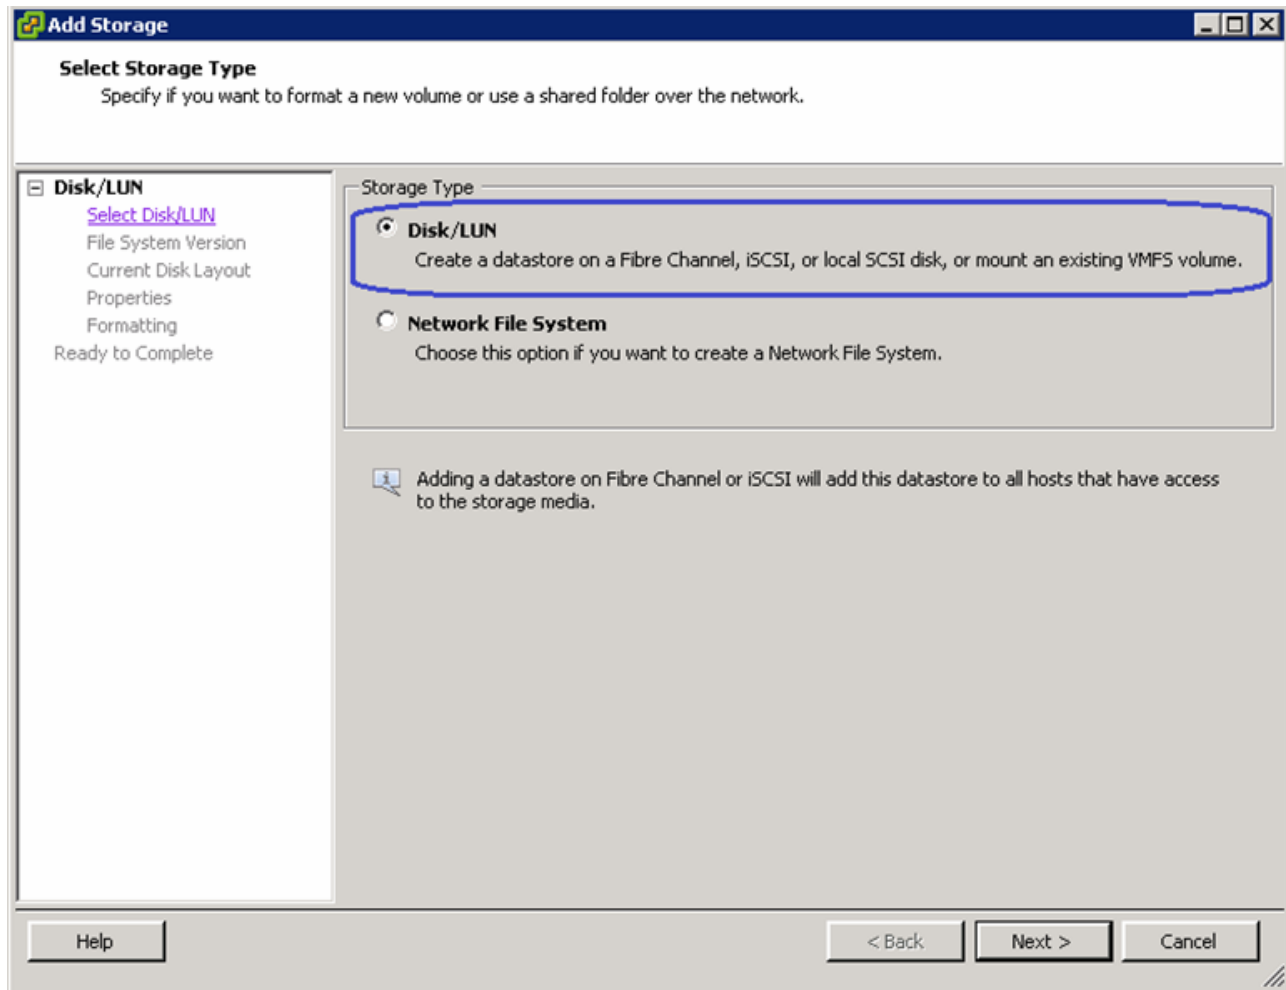 Add Storage
Select Storage Type
Specify if you want to format a new volume or use a shared folder over the network.
Disk/LUN
Select Disk/LUN
File System Version
Current Disk Layout
Properties
Formatting
Ready to Complete
Storage Type
Disk/LUN
Create a datastore on a Fibre Channel, iSCSI, or local SCSI disk, or mount an existing VMFS volume.
Network File System
Choose this option if you want to create a Network File System.
Adding a datastore on Fibre Channel or iSCSI will add this datastore to all hosts that have access
to the storage media.
Help
< Back
Next >
Cancel